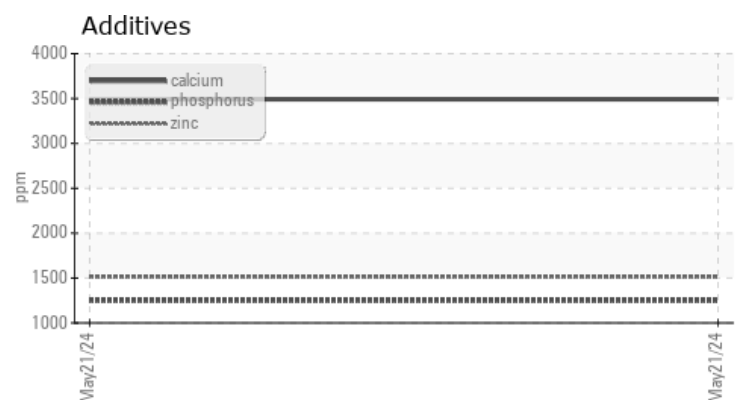 Additives
4000
3500
3000
2500
2000
1500
1000
ppm
calcium
phosphorus
zinc
May21/24
May21/24